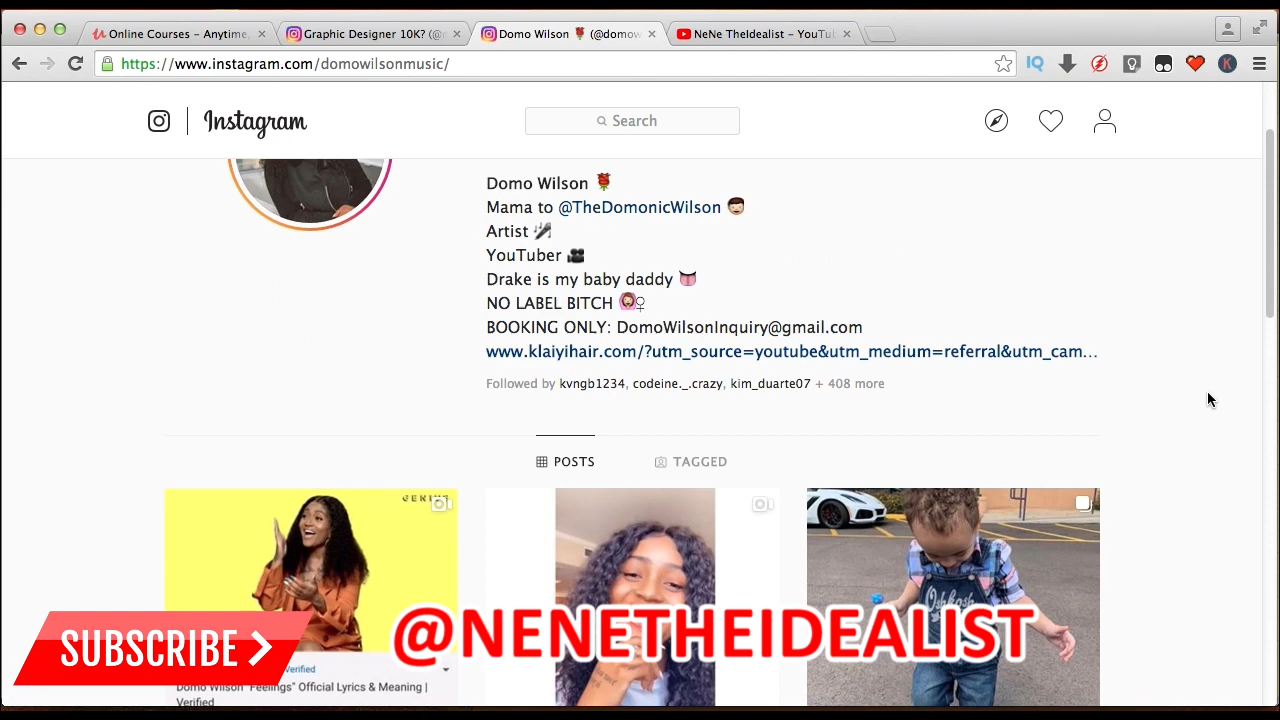 Online Courses – Anytime,
Graphic Designer 10K? (@n
Domo Wilson 🌹 (@domow
NeNe TheIdealist – YouTu
https://www.instagram.com/domowilsonmusic/
IQ
K
Instagram
Search
Domo Wilson 🌹
Mama to @TheDomonicWilson 👦🏻
Artist 🎤
YouTuber 🎥
Drake is my baby daddy 👅
NO LABEL BITCH 🙆🏼♀
BOOKING ONLY: DomoWilsonInquiry@gmail.com
www.klaiyihair.com/?utm_source=youtube&utm_medium=referral&utm_cam...
Followed by kvngb1234, codeine._.crazy, kim_duarte07 + 408 more
POSTS
TAGGED
GENIUS
Oshkosh
SUBSCRIBE
@NENETHEIDEALIST
Verified
Domo Wilson "Feelings" Official Lyrics & Meaning |
Verified